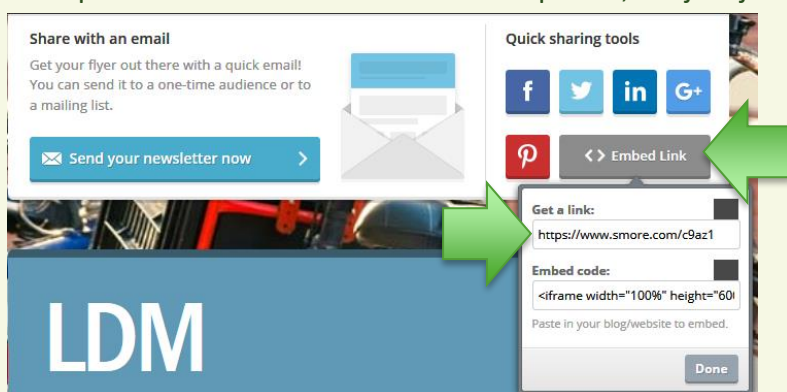 Share with an email
Get your flyer out there with a quick email!
You can send it to a one-time audience or to
a mailing list.
Send your newsletter now
Quick sharing tools
f
in
G+
<> Embed Link
Get a link:
https://www.smore.com/c9az1
Embed code:
<iframe width="100%" height="60
Paste in your blog/website to embed.
Done
LDM